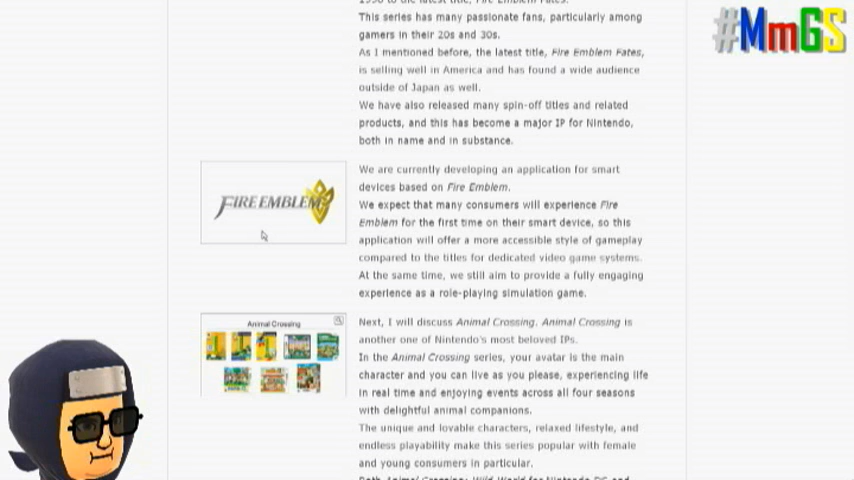 1990 to the latest title, Fire Emblem Fates.
This series has many passionate fans, particularly among
gamers in their 20s and 30s.
As I mentioned before, the latest title, Fire Emblem Fates,
is selling well in America and has found a wide audience
outside of Japan as well.
We have also released many spin-off titles and related
products, and this has become a major IP for Nintendo,
both in name and in substance.
#MmGS
FIRE EMBLEM
We are currently developing an application for smart
devices based on Fire Emblem.
We expect that many consumers will experience Fire
Emblem for the first time on their smart device, so this
application will offer a more accessible style of gameplay
compared to the titles for dedicated video game systems.
At the same time, we still aim to provide a fully engaging
experience as a role-playing simulation game.
Animal Crossing
Next, I will discuss Animal Crossing. Animal Crossing is
another one of Nintendo's most beloved IPs.
In the Animal Crossing series, your avatar is the main
character and you can live as you please, experiencing life
in real time and enjoying events across all four seasons
with delightful animal companions.
The unique and lovable characters, relaxed lifestyle, and
endless playability make this series popular with female
and young consumers in particular.
Both Animal Crossing: Wild World for Nintendo DS and